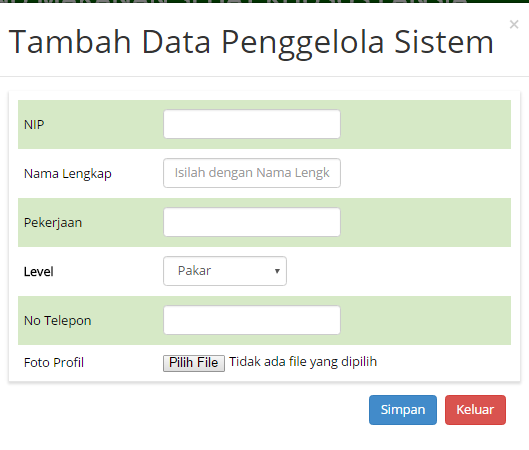 Tambah Data Penggelola Sistem
×
NIP
Nama Lengkap Isilah dengan Nama Lengk
Pekerjaan
Level Pakar
No Telepon
Foto Profil Pilih File Tidak ada file yang dipilih
Simpan Keluar